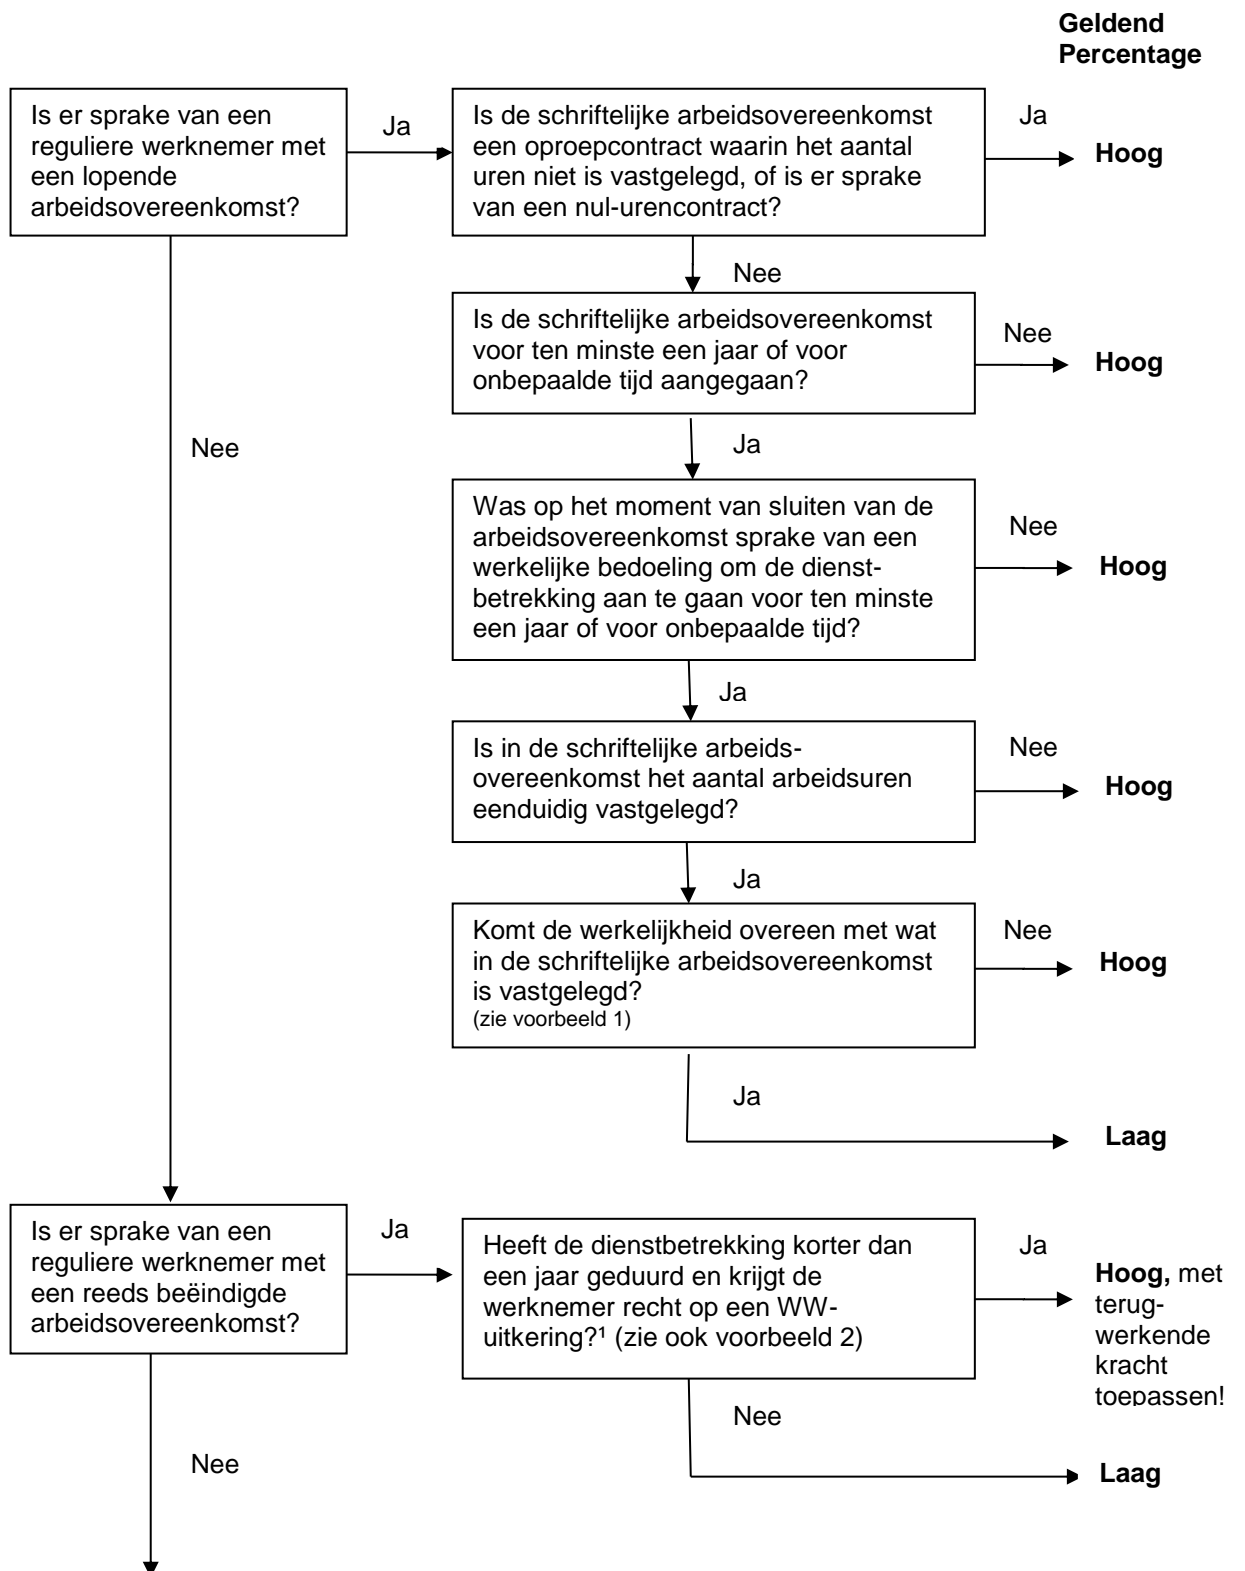 Geldend
Percentage
Is er sprake van een
reguliere werknemer met
een lopende
arbeidsovereenkomst?
Ja
Is de schriftelijke arbeidsovereenkomst
een oproepcontract waarin het aantal
uren niet is vastgelegd, of is er sprake
van een nul-urencontract?
Ja
Hoog
Nee
Is de schriftelijke arbeidsovereenkomst
voor ten minste een jaar of voor
onbepaalde tijd aangegaan?
Nee
Hoog
Nee
Ja
Was op het moment van sluiten van de
arbeidsovereenkomst sprake van een
werkelijke bedoeling om de dienst-
betrekking aan te gaan voor ten minste
een jaar of voor onbepaalde tijd?
Nee
Hoog
Ja
Is in de schriftelijke arbeids-
overeenkomst het aantal arbeidsuren
eenduidig vastgelegd?
Nee
Hoog
Ja
Komt de werkelijkheid overeen met wat
in de schriftelijke arbeidsovereenkomst
is vastgelegd?
(zie voorbeeld 1)
Nee
Hoog
Ja
Laag
Is er sprake van een
reguliere werknemer met
een reeds beëindigde
arbeidsovereenkomst?
Ja
Heeft de dienstbetrekking korter dan
een jaar geduurd en krijgt de
werknemer recht op een WW-
uitkering?¹ (zie ook voorbeeld 2)
Ja
Hoog, met
terug-
werkende
kracht
toepassen!
Nee
Nee
Laag